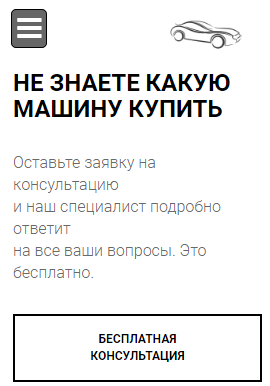 НЕ ЗНАЕТЕ КАКУЮ
МАШИНУ КУПИТЬ
Оставьте заявку на
консультацию
и наш специалист подробно
ответит
на все ваши вопросы. Это
бесплатно.
БЕСПЛАТНАЯ
КОНСУЛЬТАЦИЯ